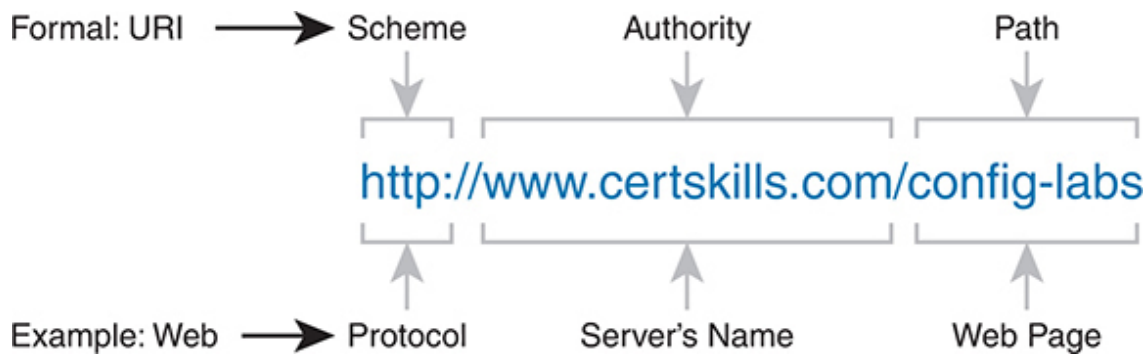 Formal: URI Scheme Authority Path
http://www.certskills.com/config-labs
Example: Web Protocol Server's Name Web Page